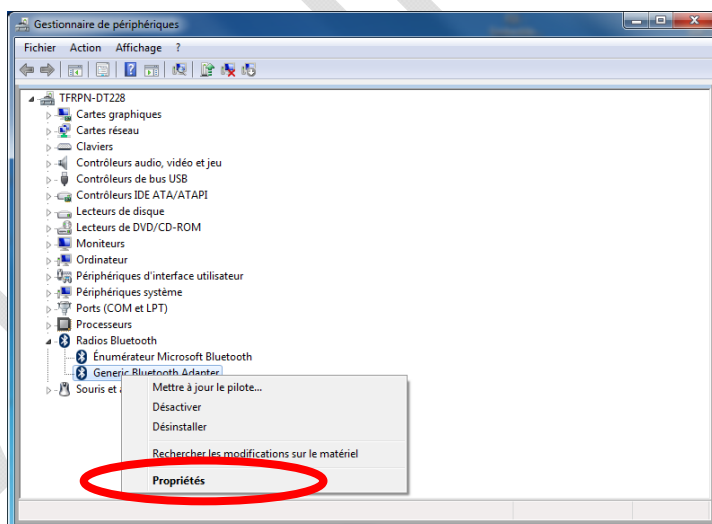 Gestionnaire de périphériques
Fichier Action Affichage ?
TFRPN-DT228
Cartes graphiques
Cartes réseau
Claviers
Contrôleurs audio, vidéo et jeu
Contrôleurs de bus USB
Contrôleurs IDE ATA/ATAPI
Lecteurs de disque
Lecteurs de DVD/CD-ROM
Moniteurs
Ordinateur
Périphériques d'interface utilisateur
Périphériques système
Ports (COM et LPT)
Processeurs
Radios Bluetooth
Énumérateur Microsoft Bluetooth
Generic Bluetooth Adapter
Souris et
Mettre à jour le pilote...
Désactiver
Désinstaller
Rechercher les modifications sur le matériel
Propriétés